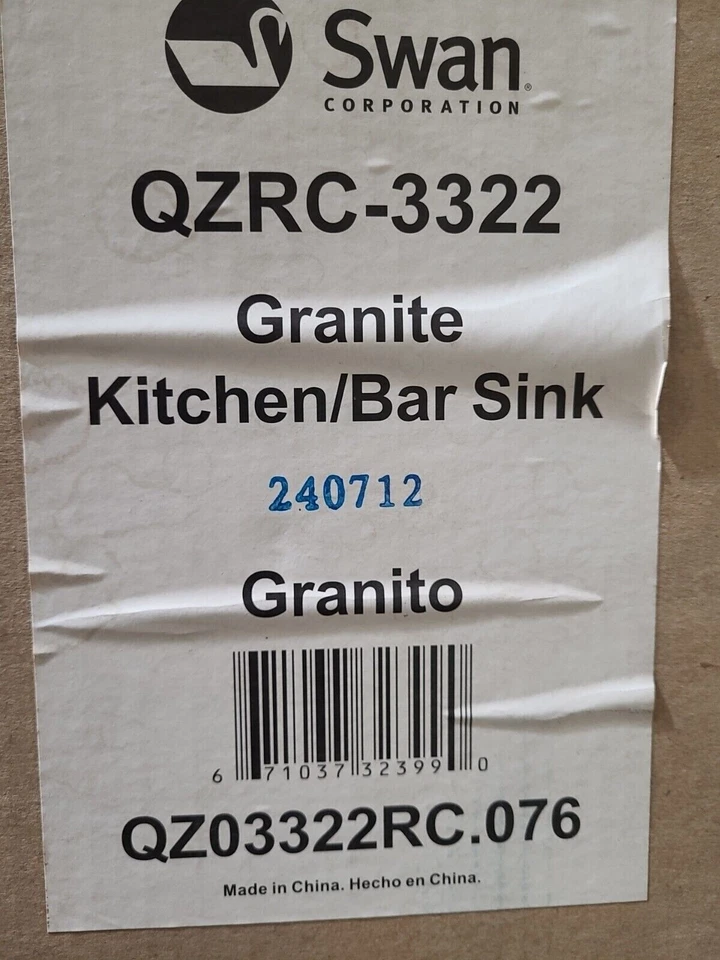 Swan®
CORPORATION
QZRC-3322
Granite
Kitchen/Bar Sink
240712
Granito
6 71037 32399 0
QZ03322RC.076
Made in China. Hecho en China.